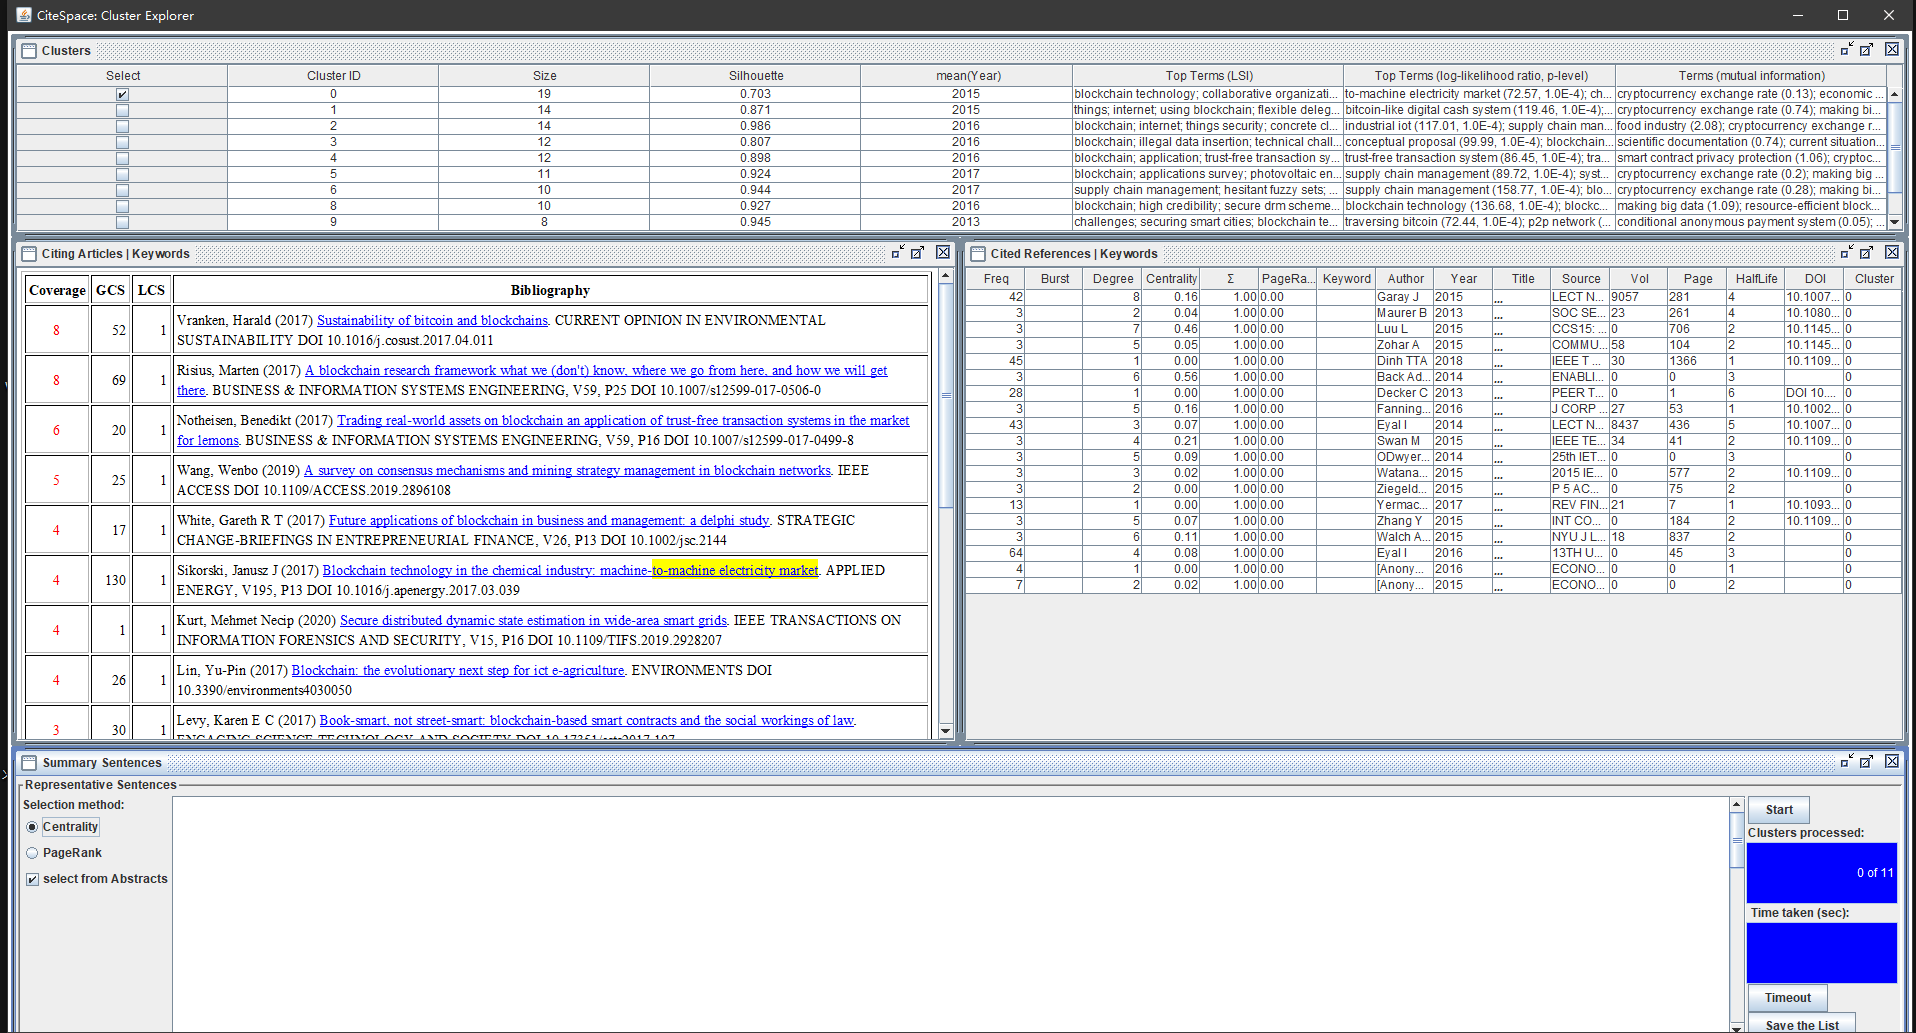 CiteSpace: Cluster Explorer
Clusters
Select Cluster ID Size Silhouette mean(Year) Top Terms (LSI) Top Terms (log-likelihood ratio, p-level) Terms (mutual information)
0 19 0.703 2015 blockchain technology; collaborative organizati... to-machine electricity market (72.57, 1.0E-4); ch... cryptocurrency exchange rate (0.13); economic ...
1 14 0.871 2015 things; internet; using blockchain; flexible deleg... bitcoin-like digital cash system (119.46, 1.0E-4);... cryptocurrency exchange rate (0.74); making bi...
2 14 0.986 2016 blockchain; internet; things security; concrete cl... industrial iot (117.01, 1.0E-4); supply chain man... food industry (2.08); cryptocurrency exchange r...
3 12 0.807 2016 blockchain; illegal data insertion; technical chall... conceptual proposal (99.99, 1.0E-4); blockchain... scientific documentation (0.74); current situation...
4 12 0.898 2016 blockchain; application; trust-free transaction sy... trust-free transaction system (86.45, 1.0E-4); tra... smart contract privacy protection (1.06); cryptoc...
5 11 0.924 2017 blockchain; applications survey; photovoltaic en... supply chain management (89.72, 1.0E-4); syst... cryptocurrency exchange rate (0.2); making big ...
6 10 0.944 2017 supply chain management; hesitant fuzzy sets; ... supply chain management (158.77, 1.0E-4); blo... cryptocurrency exchange rate (0.28); making bi...
8 10 0.927 2016 blockchain; high credibility; secure drm scheme... blockchain technology (136.68, 1.0E-4); blockc... making big data (1.09); resource-efficient block...
9 8 0.945 2013 challenges; securing smart cities; blockchain te... traversing bitcoin (72.44, 1.0E-4); p2p network (... conditional anonymous payment system (0.05); ...
Citing Articles | Keywords
Coverage GCS LCS Bibliography
8 52 1 Vranken, Harald (2017) Sustainability of bitcoin and blockchains. CURRENT OPINION IN ENVIRONMENTAL
SUSTAINABILITY DOI 10.1016/j.cosust.2017.04.011
8 69 1 Risius, Marten (2017) A blockchain research framework what we (don't) know, where we go from here, and how we will get
there. BUSINESS & INFORMATION SYSTEMS ENGINEERING, V59, P25 DOI 10.1007/s12599-017-0506-0
6 20 1 Notheisen, Benedikt (2017) Trading real-world assets on blockchain an application of trust-free transaction systems in the market
for lemons. BUSINESS & INFORMATION SYSTEMS ENGINEERING, V59, P16 DOI 10.1007/s12599-017-0499-8
5 25 1 Wang, Wenbo (2019) A survey on consensus mechanisms and mining strategy management in blockchain networks. IEEE
ACCESS DOI 10.1109/ACCESS.2019.2896108
4 17 1 White, Gareth R T (2017) Future applications of blockchain in business and management: a delphi study. STRATEGIC
CHANGE-BRIEFINGS IN ENTREPRENEURIAL FINANCE, V26, P13 DOI 10.1002/jsc.2144
4 130 1 Sikorski, Janusz J (2017) Blockchain technology in the chemical industry: machine-to-machine electricity market. APPLIED
ENERGY, V195, P13 DOI 10.1016/j.apenergy.2017.03.039
4 1 1 Kurt, Mehmet Necip (2020) Secure distributed dynamic state estimation in wide-area smart grids. IEEE TRANSACTIONS ON
INFORMATION FORENSICS AND SECURITY, V15, P16 DOI 10.1109/TIFS.2019.2928207
4 26 1 Lin, Yu-Pin (2017) Blockchain: the evolutionary next step for ict e-agriculture. ENVIRONMENTS DOI
10.3390/environments4030050
3 30 1 Levy, Karen E C (2017) Book-smart, not street-smart: blockchain-based smart contracts and the social workings of law.
Cited References | Keywords
Freq Burst Degree Centrality Σ PageRa... Keyword Author Year Title Source Vol Page HalfLife DOI Cluster
42 8 0.16 1.00 0.00 Garay J 2015 ... LECT N... 9057 281 4 10.1007... 0
3 2 0.04 1.00 0.00 Maurer B 2013 ... SOC SE... 23 261 4 10.1080... 0
3 7 0.46 1.00 0.00 Luu L 2015 ... CCS15: ... 0 706 2 10.1145... 0
3 5 0.05 1.00 0.00 Zohar A 2015 ... COMMU... 58 104 2 10.1145... 0
45 1 0.00 1.00 0.00 Dinh TTA 2018 ... IEEE T... 30 1366 1 10.1109... 0
3 6 0.56 1.00 0.00 Back Ad... 2014 ... ENABLI... 0 0 3 0
28 1 0.00 1.00 0.00 Decker C 2013 ... PEER T... 0 1 6 DOI 10.... 0
3 5 0.16 1.00 0.00 Fanning... 2016 ... J CORP ... 27 53 1 10.1002... 0
43 3 0.07 1.00 0.00 Eyal I 2014 ... LECT N... 8437 436 5 10.1007... 0
3 4 0.21 1.00 0.00 Swan M 2015 ... IEEE TE... 34 41 2 10.1109... 0
3 5 0.09 1.00 0.00 ODwyer... 2014 ... 25th IET... 0 0 3 0
3 3 0.02 1.00 0.00 Watana... 2015 ... 2015 IE... 0 577 2 10.1109... 0
3 2 0.00 1.00 0.00 Ziegeld... 2015 ... P 5 AC... 0 75 2 0
13 1 0.00 1.00 0.00 Yermac... 2017 ... REV FIN... 21 7 1 10.1093... 0
3 5 0.07 1.00 0.00 Zhang Y 2015 ... INT CO... 0 184 2 10.1109... 0
3 6 0.11 1.00 0.00 Walch A... 2015 ... NYU J L... 18 837 2 0
64 4 0.08 1.00 0.00 Eyal I 2016 ... 13TH U... 0 45 3 0
4 1 0.00 1.00 0.00 [Anony... 2016 ... ECONO... 0 0 1 0
7 2 0.02 1.00 0.00 [Anony... 2015 ... ECONO... 0 0 2 0
Summary Sentences
Representative Sentences
Selection method:
Centrality
PageRank
select from Abstracts
Start
Clusters processed:
0 of 11
Time taken (sec):
Timeout
Save the List